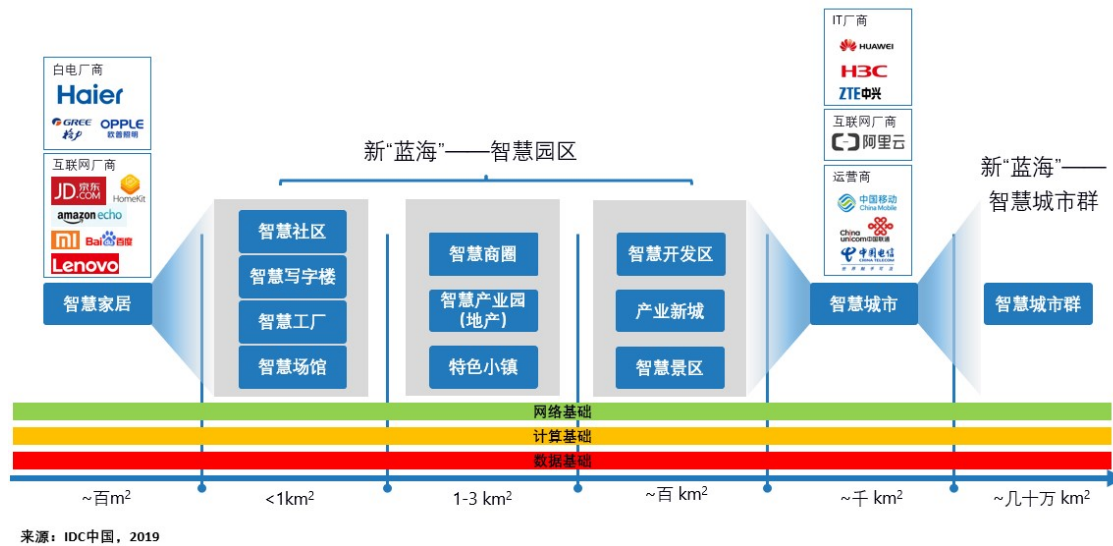 白电厂商
Haier
GREE
格力
OPPLE
欧普照明
互联网厂商
JD.COM
京东
HomeKit
amazon echo
mi
Bai百度
Lenovo
智慧家居
新“蓝海”——智慧园区
智慧社区
智慧写字楼
智慧工厂
智慧场馆
智慧商圈
智慧产业园
(地产)
特色小镇
智慧开发区
产业新城
智慧景区
IT厂商
HUAWEI
H3C
ZTE中兴
互联网厂商
阿里云
运营商
中国移动
China Mobile
China
unicom中国联通
中国电信
CHINA TELECOM
世界触手可及
智慧城市
新“蓝海”——
智慧城市群
智慧城市群
网络基础
计算基础
数据基础
~百m²
<1km²
1-3 km²
~百 km²
~千 km²
~几十万 km²
来源：IDC中国，2019